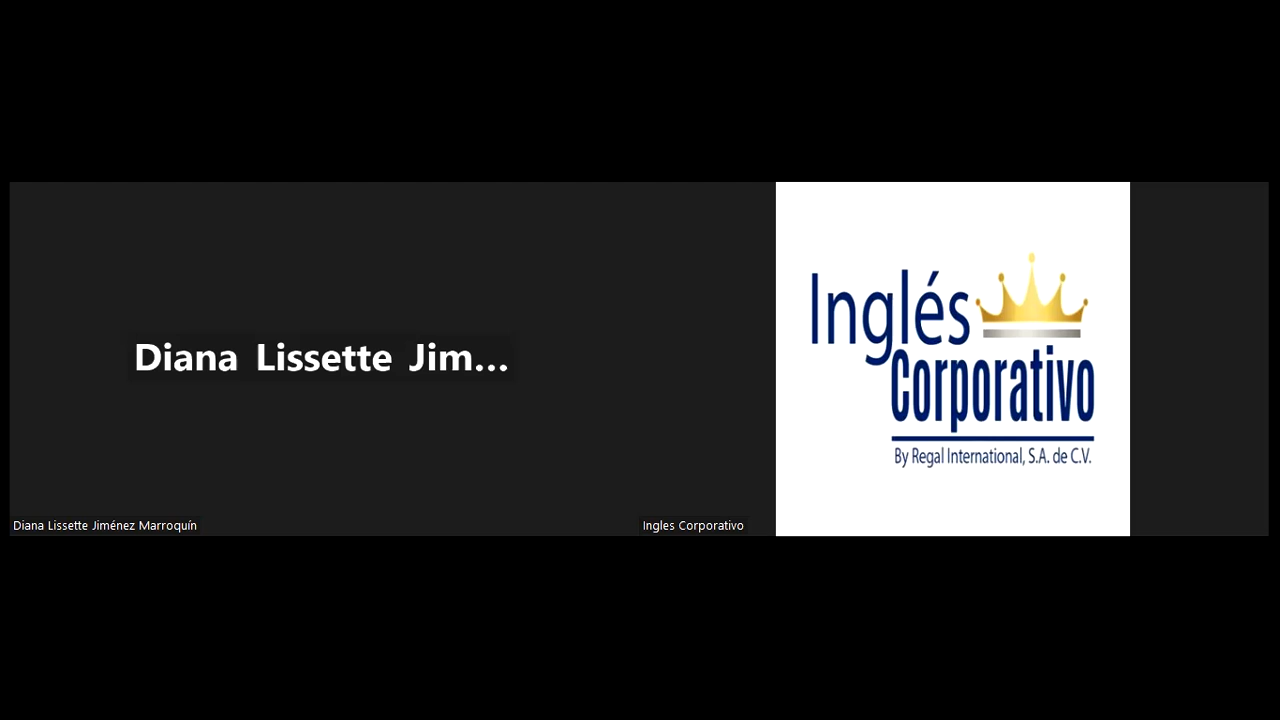 Diana Lissette Jim...
Diana Lissette Jiménez Marroquín
Inglés
Corporativo
By Regal International, S.A. de C.V.
Ingles Corporativo